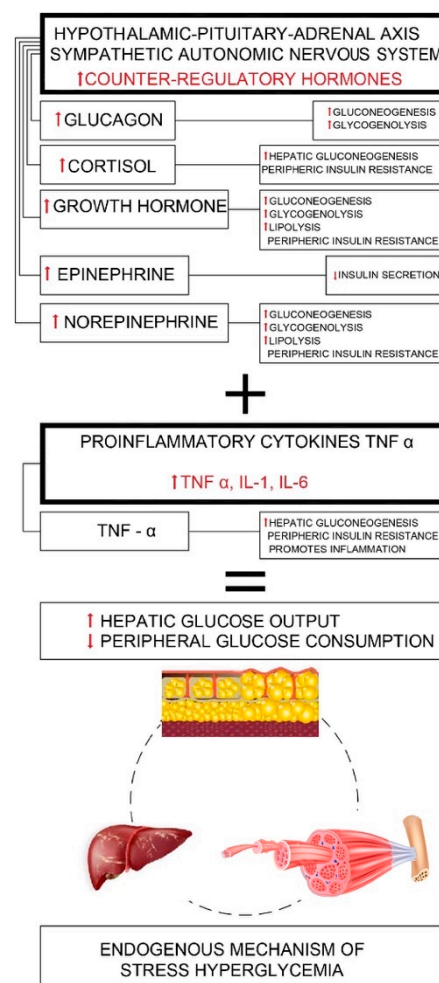 HYPOTHALAMIC-PITUITARY-ADRENAL AXIS
SYMPATHETIC AUTONOMIC NERVOUS SYSTEM
↑COUNTER-REGULATORY HORMONES
↑GLUCAGON
↑GLUCONEOGENESIS
↑GLYCOGENOLYSIS
↑CORTISOL
↑HEPATIC GLUCONEOGENESIS
PERIPHERIC INSULIN RESISTANCE
↑GROWTH HORMONE
↑GLUCONEOGENESIS
↑GLYCOGENOLYSIS
↑LIPOLYSIS
PERIPHERIC INSULIN RESISTANCE
↑EPINEPHRINE
↓INSULIN SECRETION
↑NOREPINEPHRINE
↑GLUCONEOGENESIS
↑GLYCOGENOLYSIS
↑LIPOLYSIS
PERIPHERIC INSULIN RESISTANCE
+
PROINFLAMMATORY CYTOKINES TNF α
↑TNF α, IL-1, IL-6
TNF - α
↑HEPATIC GLUCONEOGENESIS
PERIPHERIC INSULIN RESISTANCE
PROMOTES INFLAMMATION
=
↑ HEPATIC GLUCOSE OUTPUT
↓ PERIPHERAL GLUCOSE CONSUMPTION
ENDOGENOUS MECHANISM OF
STRESS HYPERGLYCEMIA